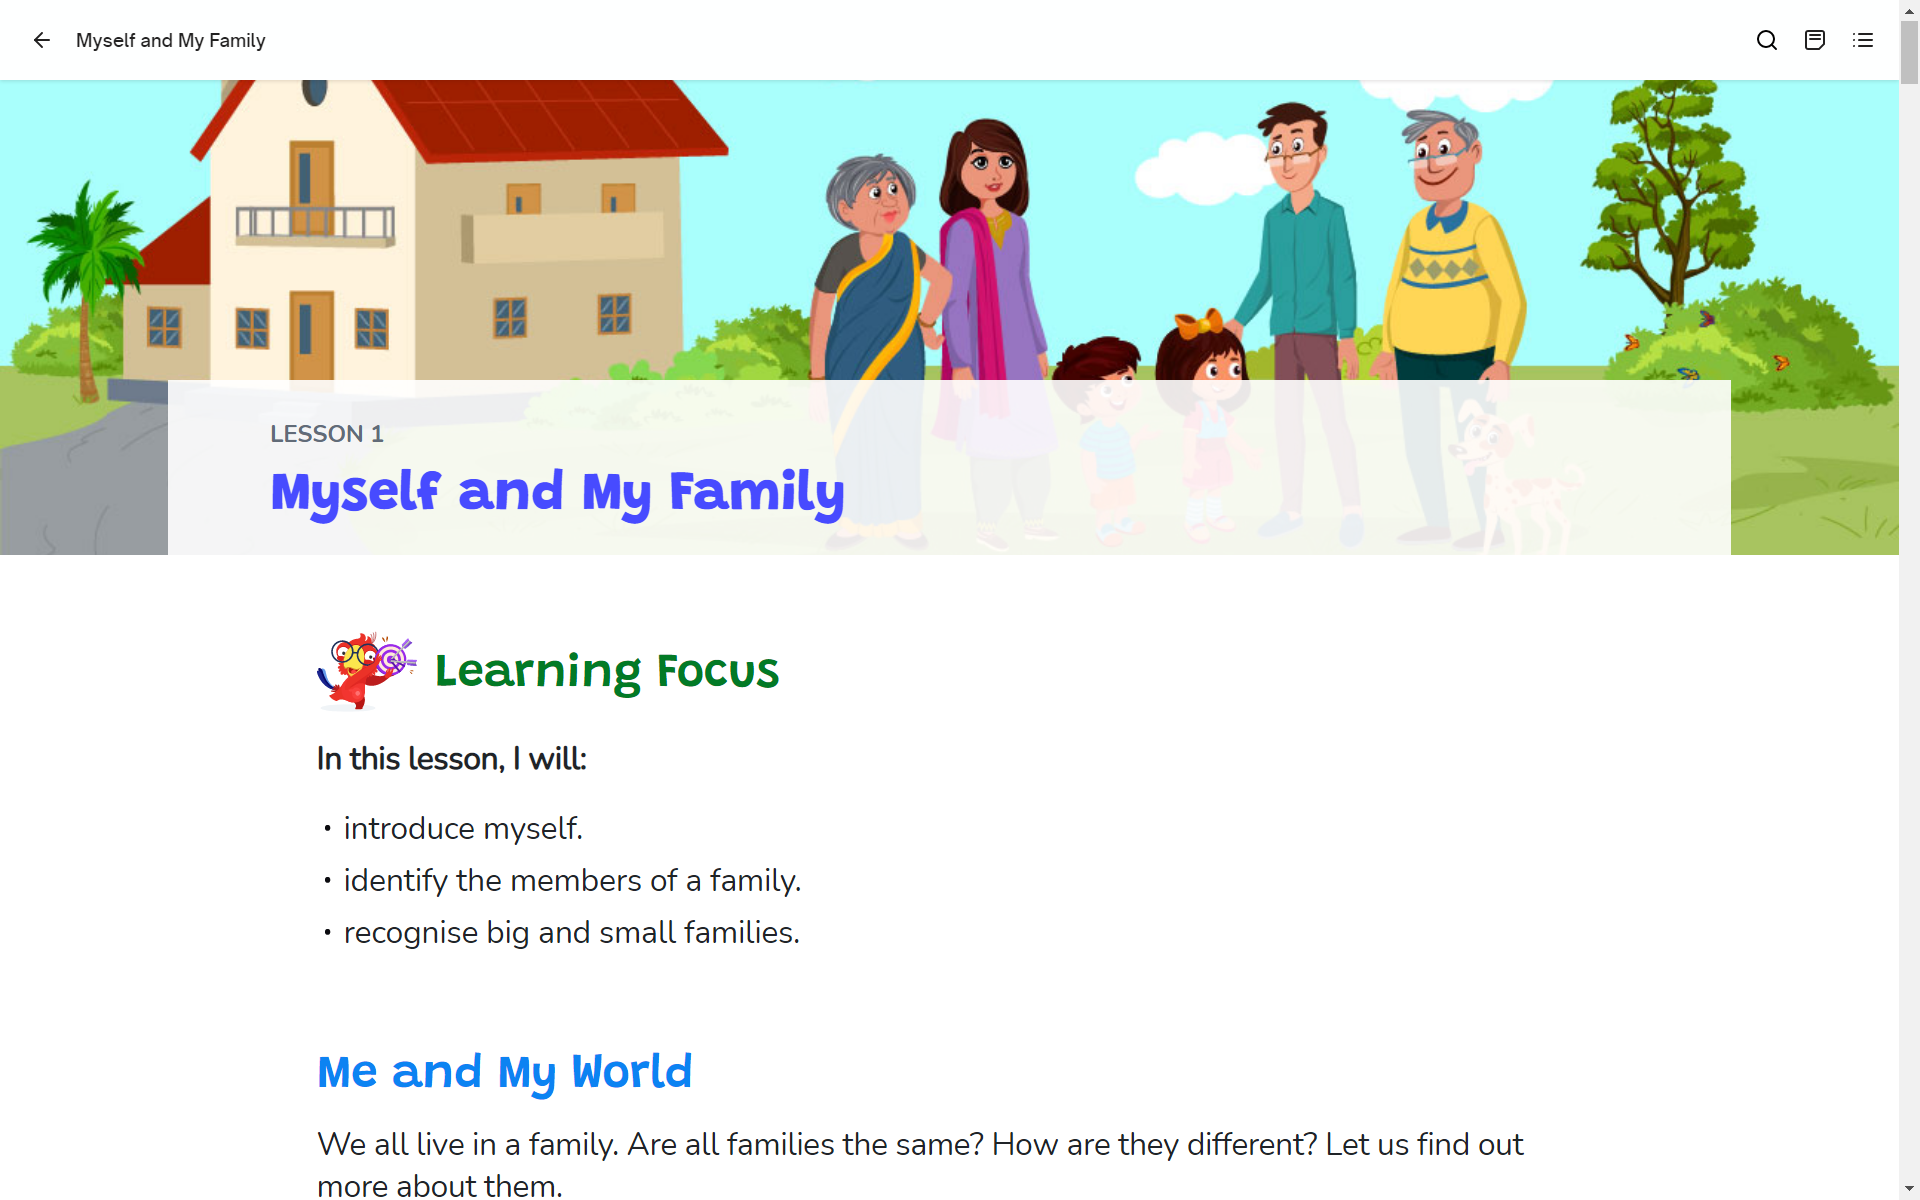 Myself and My Family
LESSON 1
Myself and My Family
Learning Focus
In this lesson, I will:
• introduce myself.
• identify the members of a family.
• recognise big and small families.
Me and My World
We all live in a family. Are all families the same? How are they different? Let us find out
more about them.